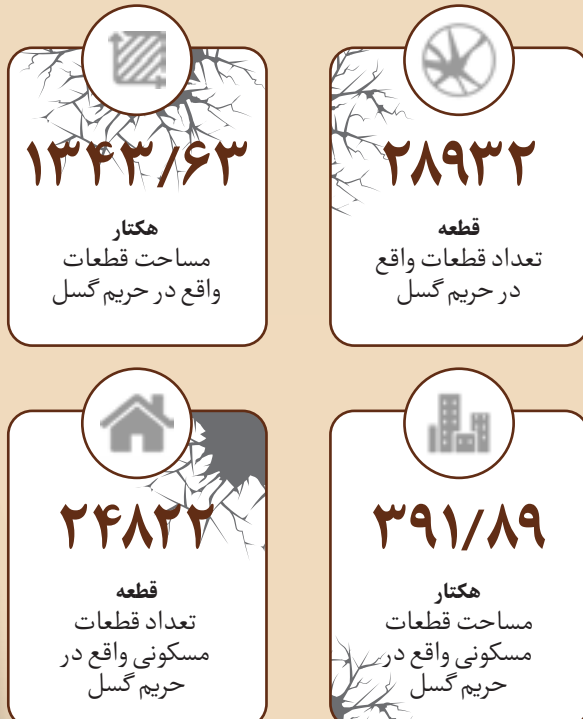 ۲۸۹۳۲
قطعه
تعداد قطعات واقع
در حریم گسل
۱۳۴۳/۶۳
هکتار
مساحت قطعات
واقع در حریم گسل
۳۹۱/۸۹
هکتار
مساحت قطعات
مسکونی واقع در
حریم گسل
۲۴۸۲۲
قطعه
تعداد قطعات
مسکونی واقع در
حریم گسل